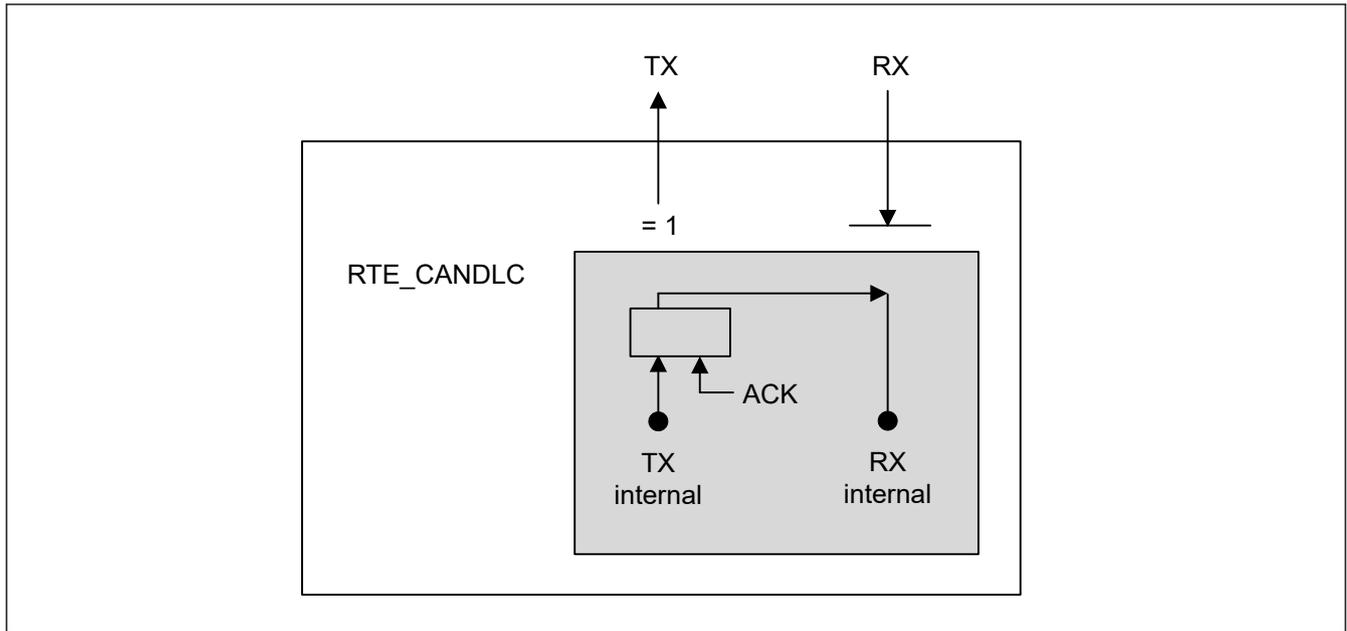 TX
RX
= 1
RTE_CANDLC
ACK
TX
internal
RX
internal